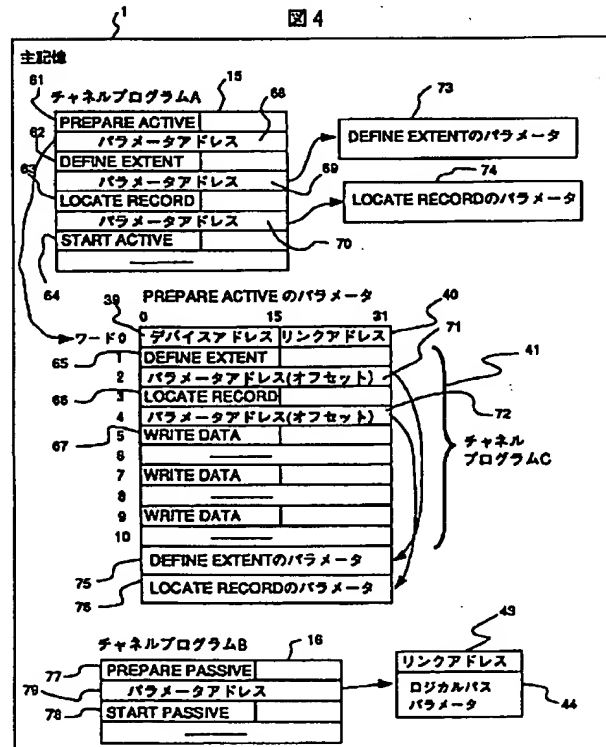 図4
1
主記憶
61
チャネルプログラムA
15
68
73
PREPARE ACTIVE
パラメータアドレス
DEFINE EXTENTのパラメータ
62
DEFINE EXTENT
63
パラメータアドレス
69
74
LOCATE RECORD
LOCATE RECORDのパラメータ
パラメータアドレス
70
START ACTIVE
64
PREPARE ACTIVEのパラメータ
39
0 15 31
40
71
ワード0 デバイスアドレス リンクアドレス
65
1 DEFINE EXTENT
41
2 パラメータアドレス(オフセット)
66
3 LOCATE RECORD
72
4 パラメータアドレス(オフセット)
67
5 WRITE DATA
チャネル
プログラムC
6
7 WRITE DATA
8
9 WRITE DATA
10
DEFINE EXTENTのパラメータ
75
LOCATE RECORDのパラメータ
76
チャネルプログラムB
16
43
77
PREPARE PASSIVE
リンクアドレス
79
パラメータアドレス
ロジカルパス
パラメータ
44
78
START PASSIVE